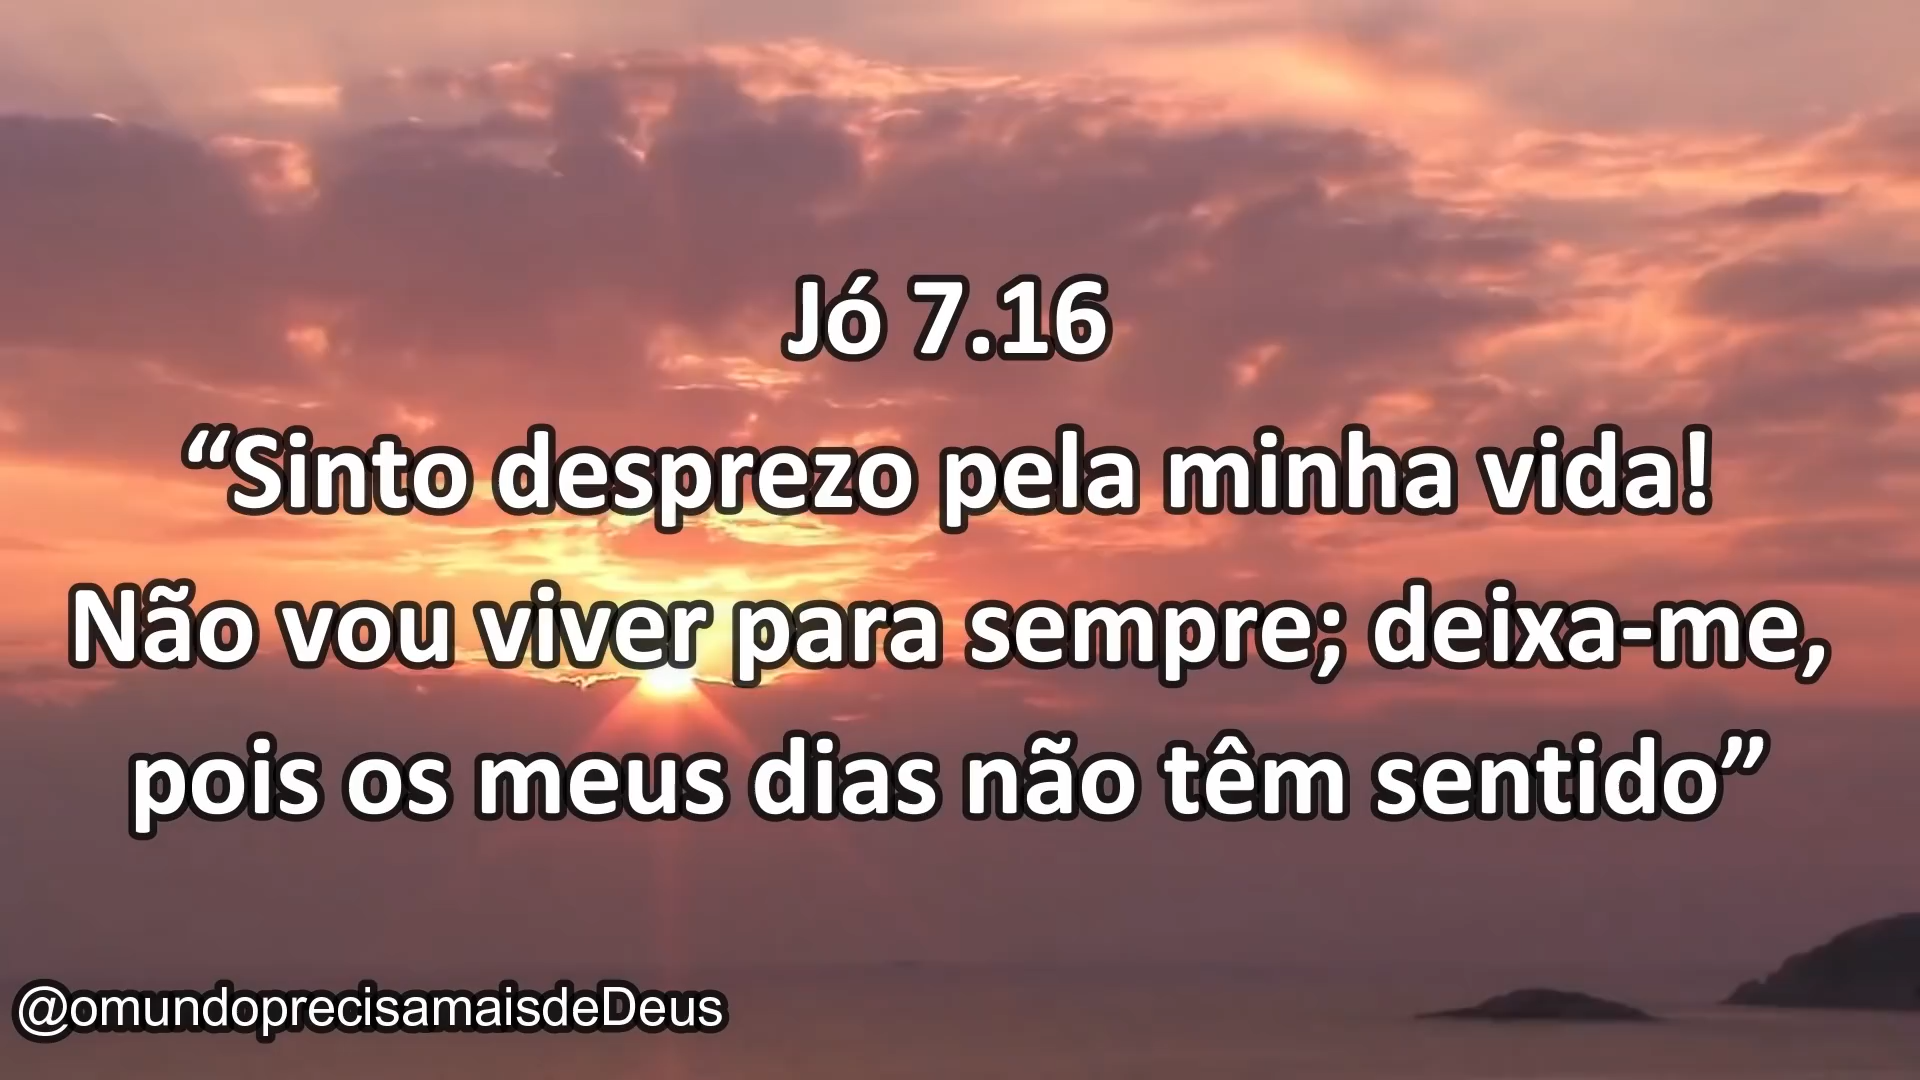 Jó 7.16
“Sinto desprezo pela minha vida!
Não vou viver para sempre; deixa-me,
pois os meus dias não têm sentido”
@omundoprecisamaisdeDeus